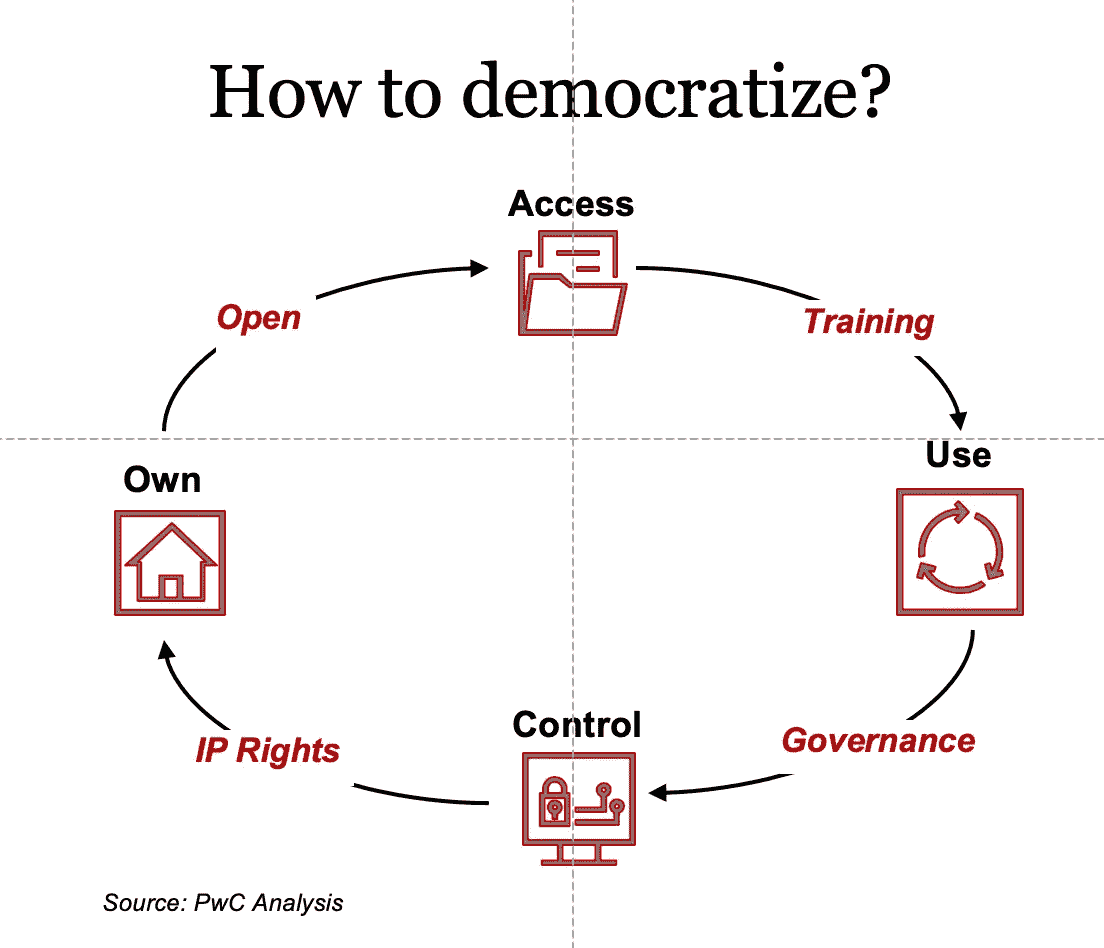 How to democratize?
Access
Open
Training
Use
Own
Control
Governance
IP Rights
Source: PwC Analysis